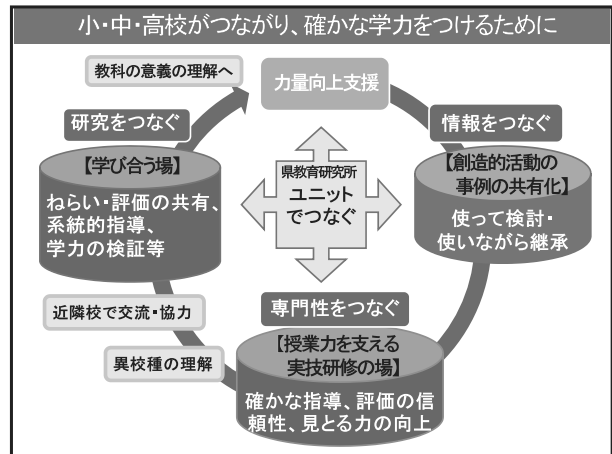 小・中・高校がつながり、確かな学力をつけるために
教科の意義の理解へ
力量向上支援
研究をつなぐ
【学び合う場】
ねらい・評価の共有、
系統的指導、
学力の検証等
県教育研究所
ユニット
でつなぐ
情報をつなぐ
【創造的活動の
事例の共有化】
使って検討・
使いながら継承
近隣校で交流・協力
異校種の理解
専門性をつなぐ
【授業力を支える
実技研修の場】
確かな指導、評価の信
頼性、見とる力の向上